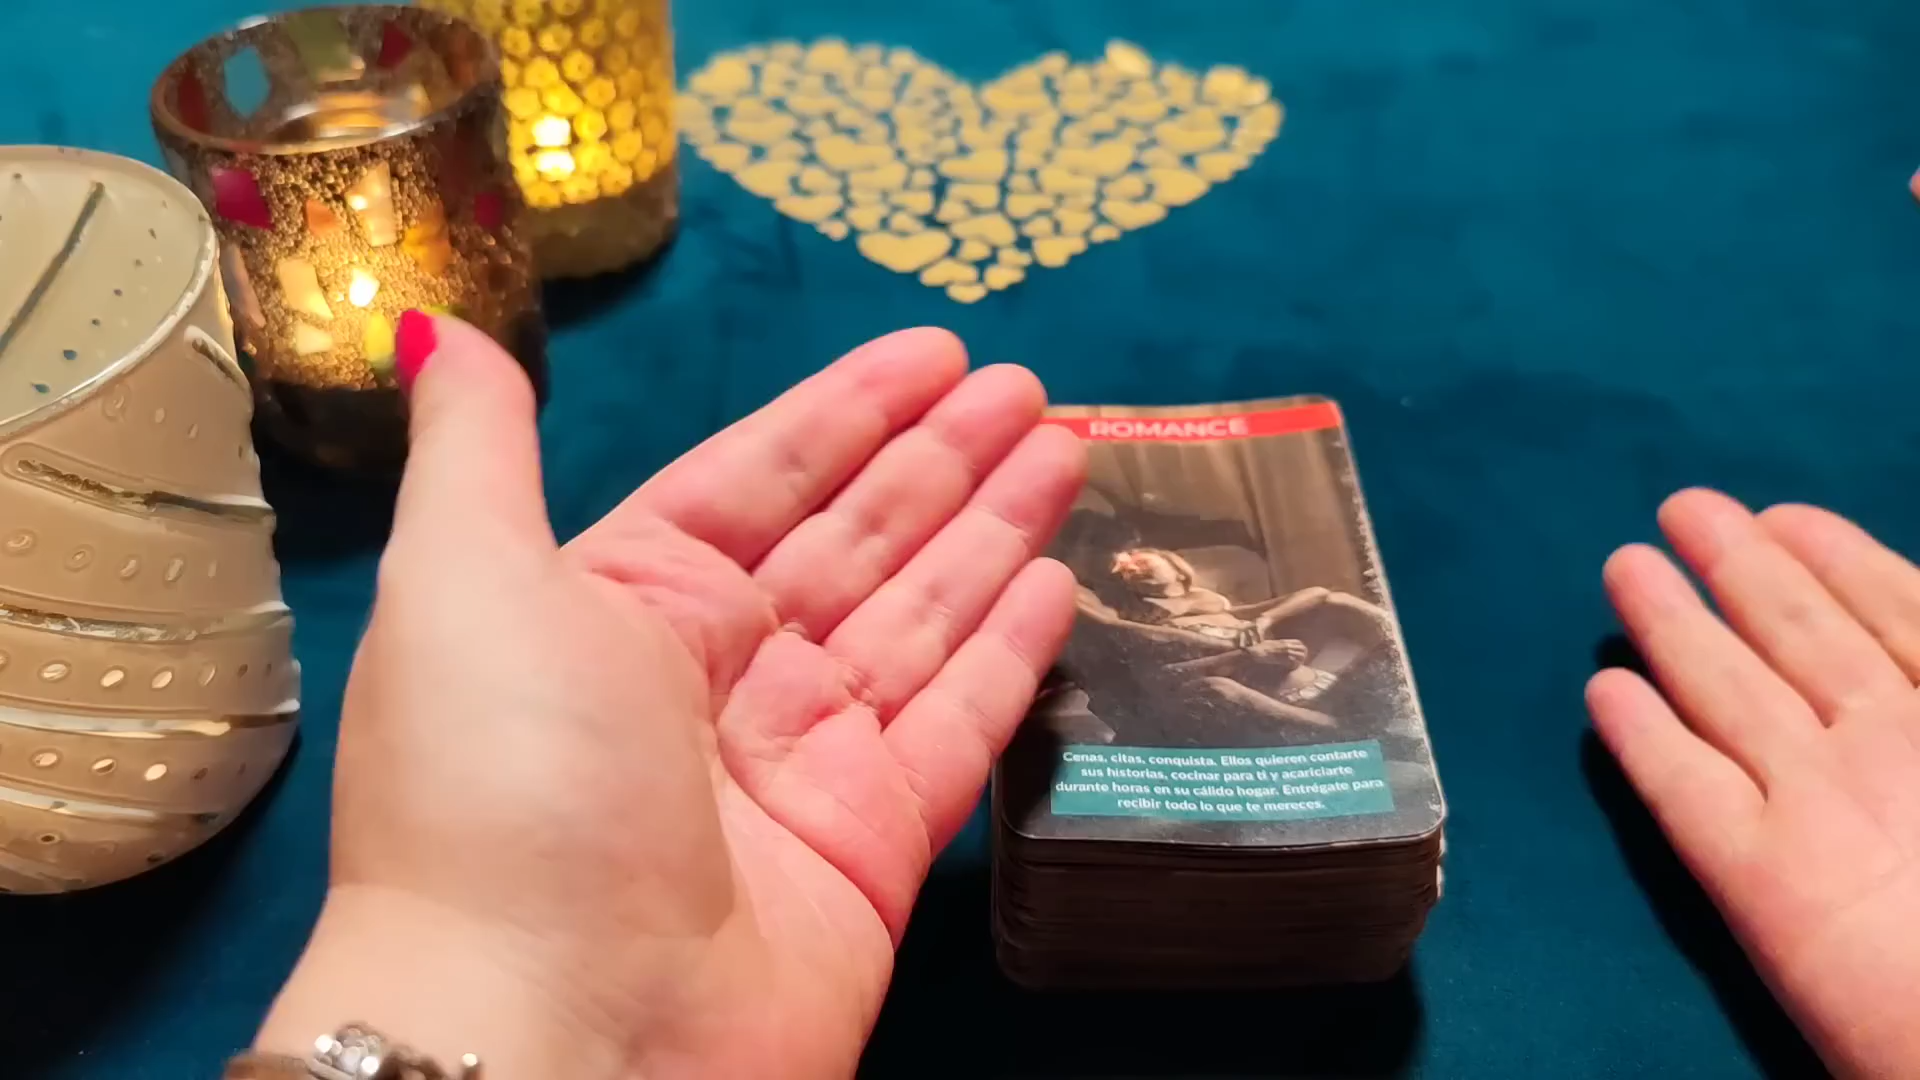 ROMANCE
Cenas, citas, conquista. Ellos quieren contarte
sus historias, cocinar para ti y acariciarte
durante horas en su cálido hogar. Entrégate para
recibir todo lo que te mereces.